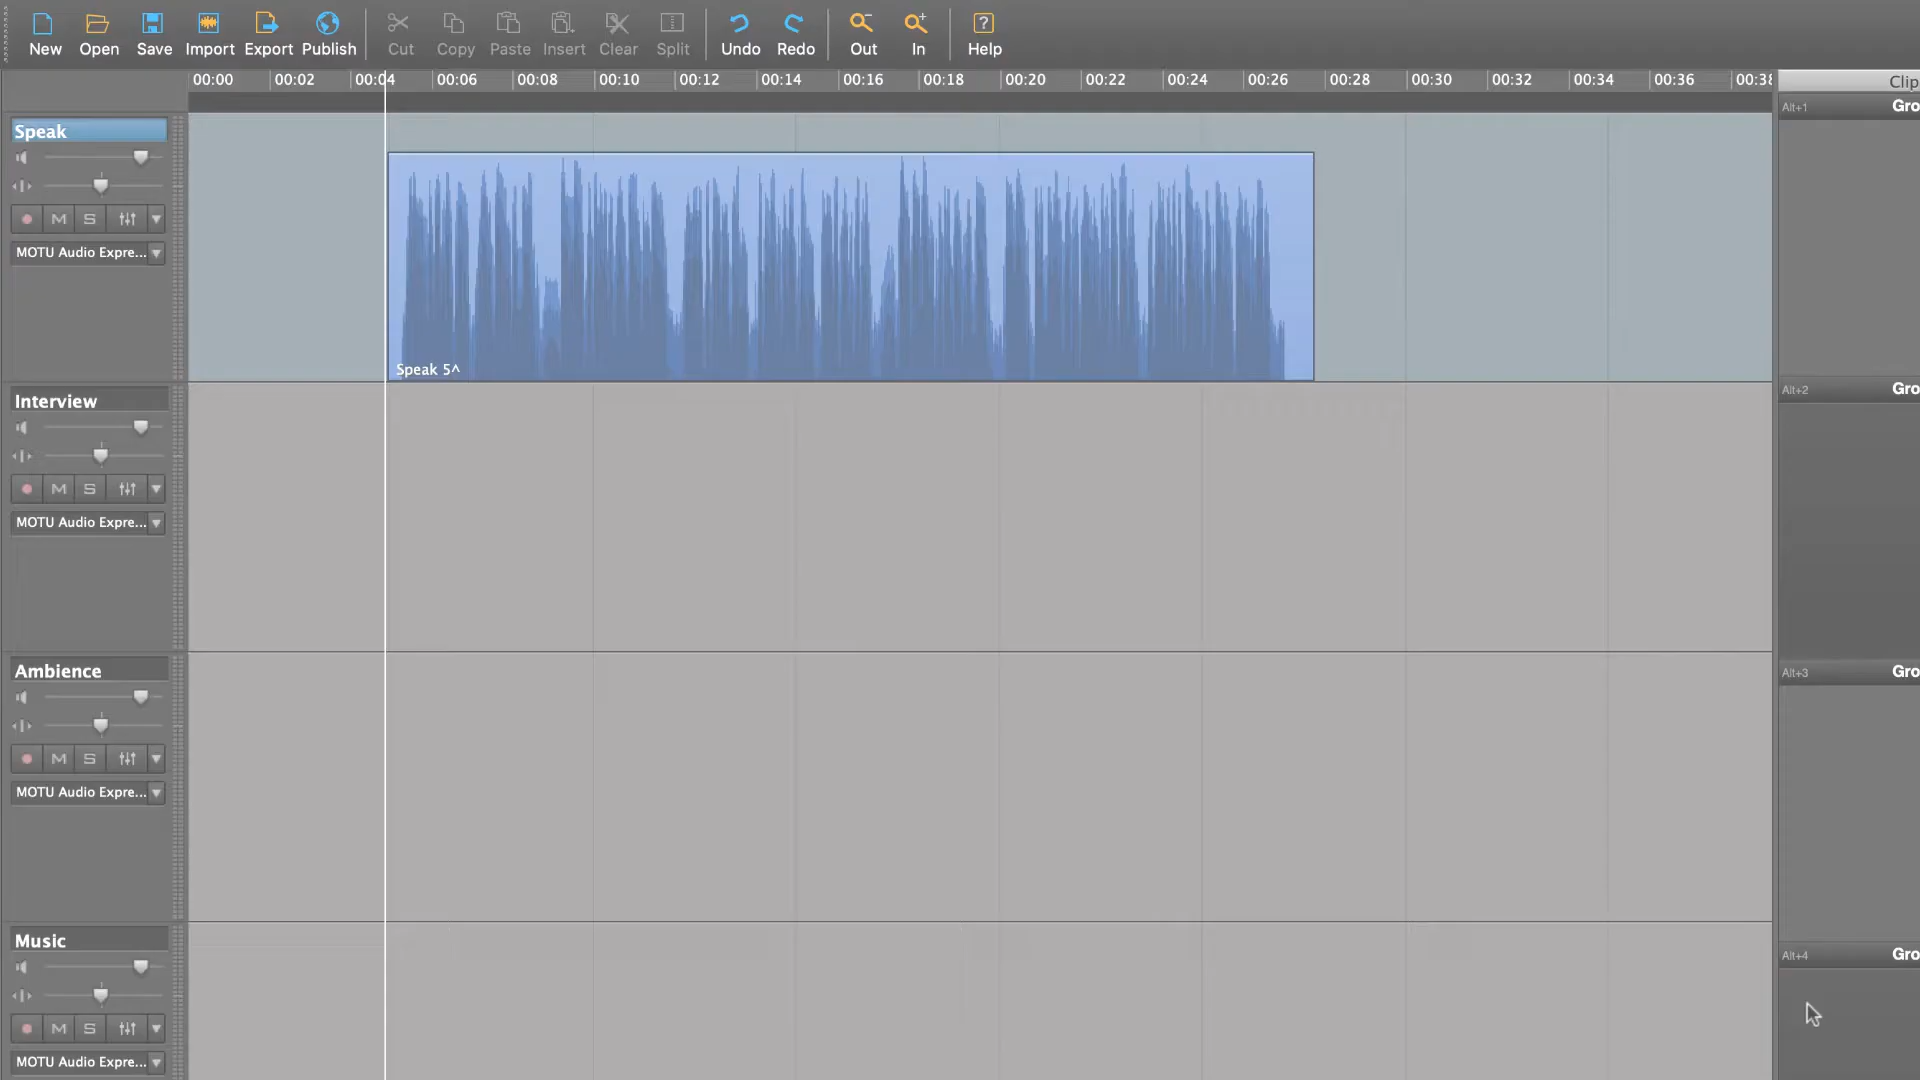 New Open Save Import Export Publish Cut Copy Paste Insert Clear Split Undo Redo Out In Help
00:00 00:02 00:04 00:06 00:08 00:10 00:12 00:14 00:16 00:18 00:20 00:22 00:24 00:26 00:28 00:30 00:32 00:34 00:36 00:38
Clip
Alt+1 Gro
Speak
M S
MOTU Audio Expre...
Speak 5^
Alt+2 Gro
Interview
M S
MOTU Audio Expre...
Alt+3 Gro
Ambience
M S
MOTU Audio Expre...
Alt+4 Gro
Music
M S
MOTU Audio Expre...